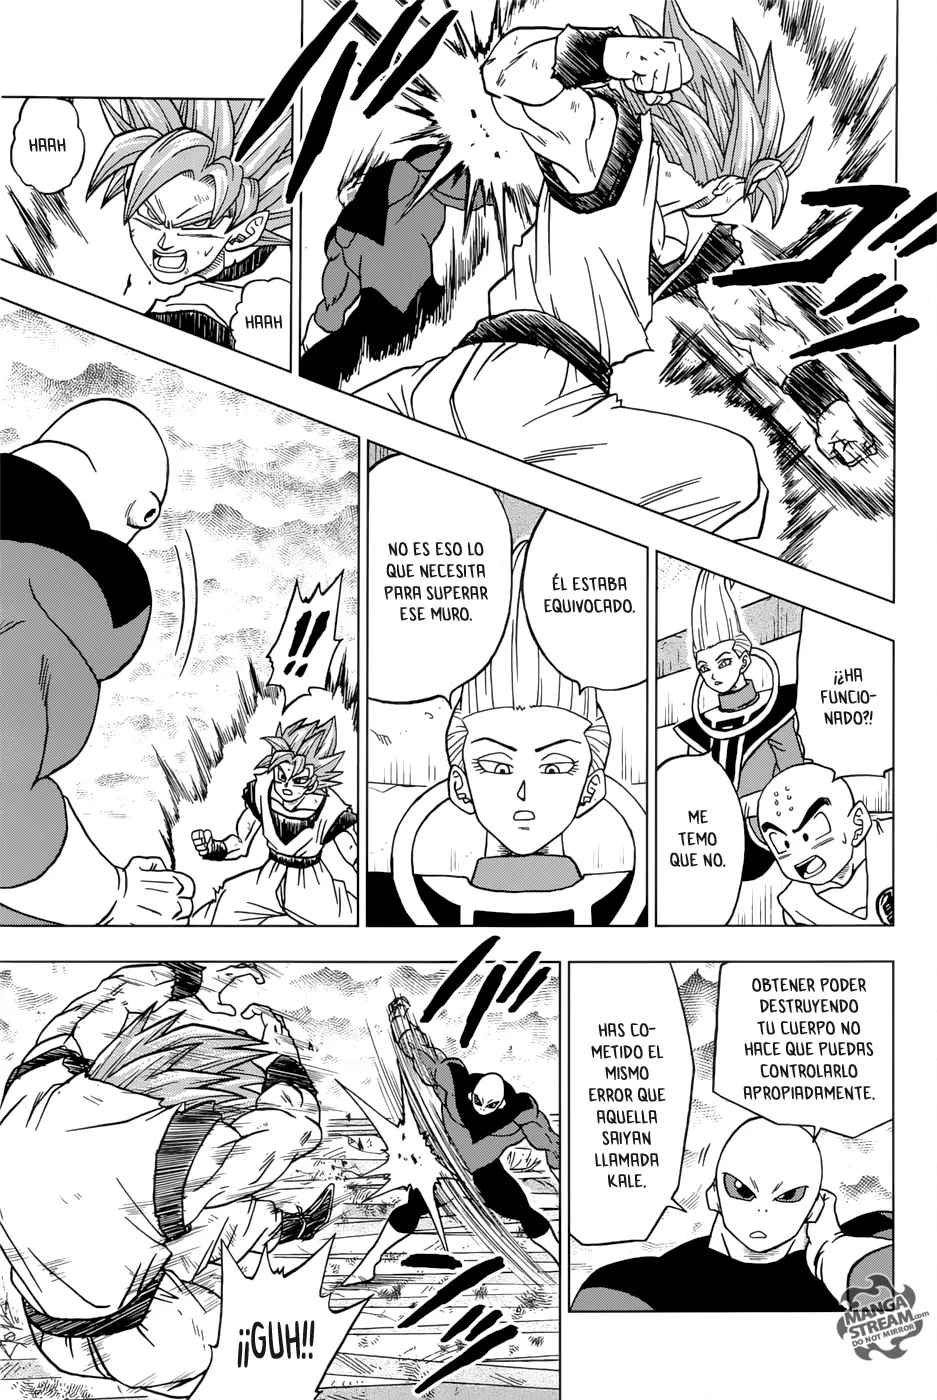 HAAH
HAAH
¡¿HA
FUNCIO-
NADO?!
ME
TEMO
QUE NO.
ÉL ESTABA
EQUIVOCADO.
NO ES ESO LO
QUE NECESITA
PARA SUPERAR
ESE MURO.
!!
OBTENER PODER
DESTRUYENDO
TU CUERPO NO
HACE QUE PUEDAS
CONTROLARLO
APROPIADAMENTE.
HAS CO-
METIDO EL
MISMO
ERROR QUE
AQUELLA
SAIYAN
LLAMADA
KALE.
¡¡GUH!!
MANGA
STREAM.com
DO NOT MIRROR